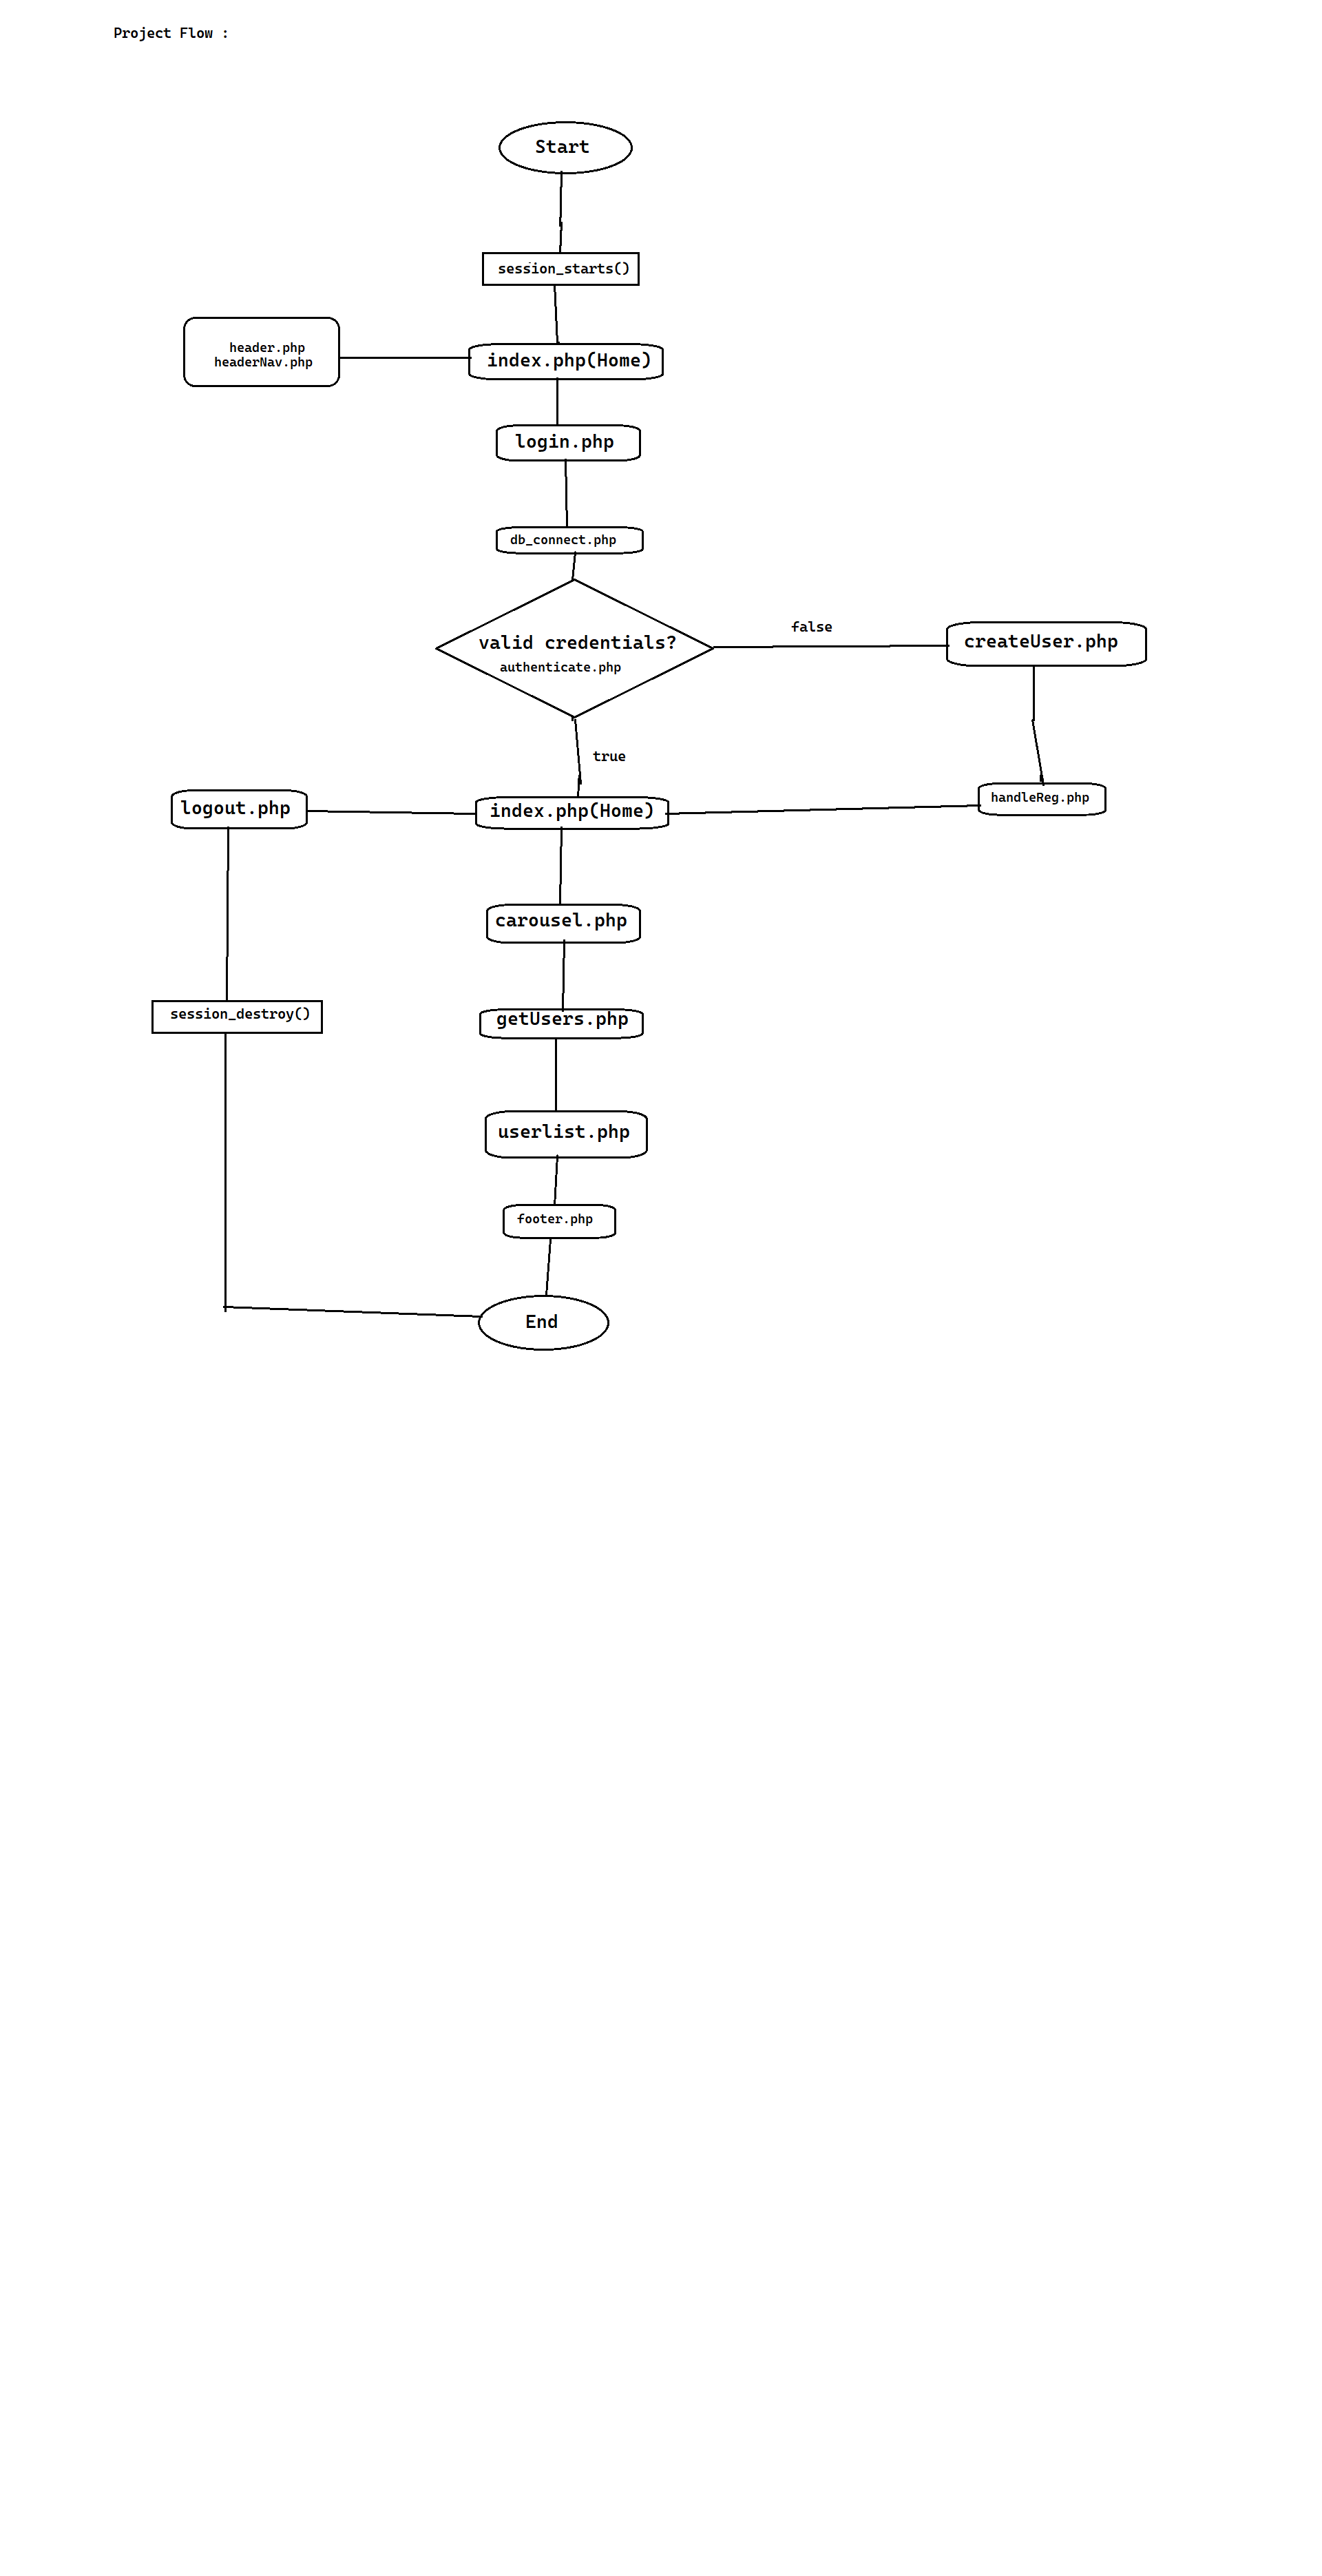 Project Flow :
Start
session_starts()
header.php
headerNav.php
index.php(Home)
login.php
db_connect.php
valid credentials?
authenticate.php
false
createUser.php
true
logout.php
index.php(Home)
handleReg.php
carousel.php
session_destroy()
getUsers.php
userlist.php
footer.php
End